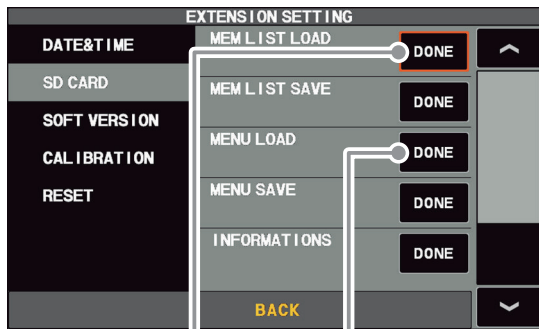 EXTENSION SETTING
DATE&TIME
SD CARD
SOFT VERSION
CALIBRATION
RESET
MEM LIST LOAD DONE
MEM LIST SAVE DONE
MENU LOAD DONE
MENU SAVE DONE
INFORMATIONS DONE
BACK